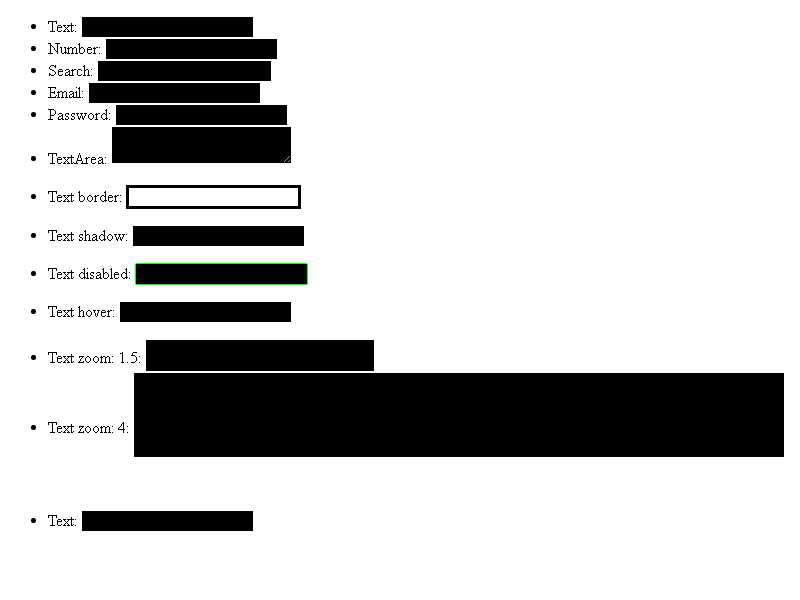 Text:
Number:
Search:
Email:
Password:
TextArea:
Text border:
Text shadow:
Text disabled:
Text hover:
Text zoom: 1.5:
Text zoom: 4:
Text: